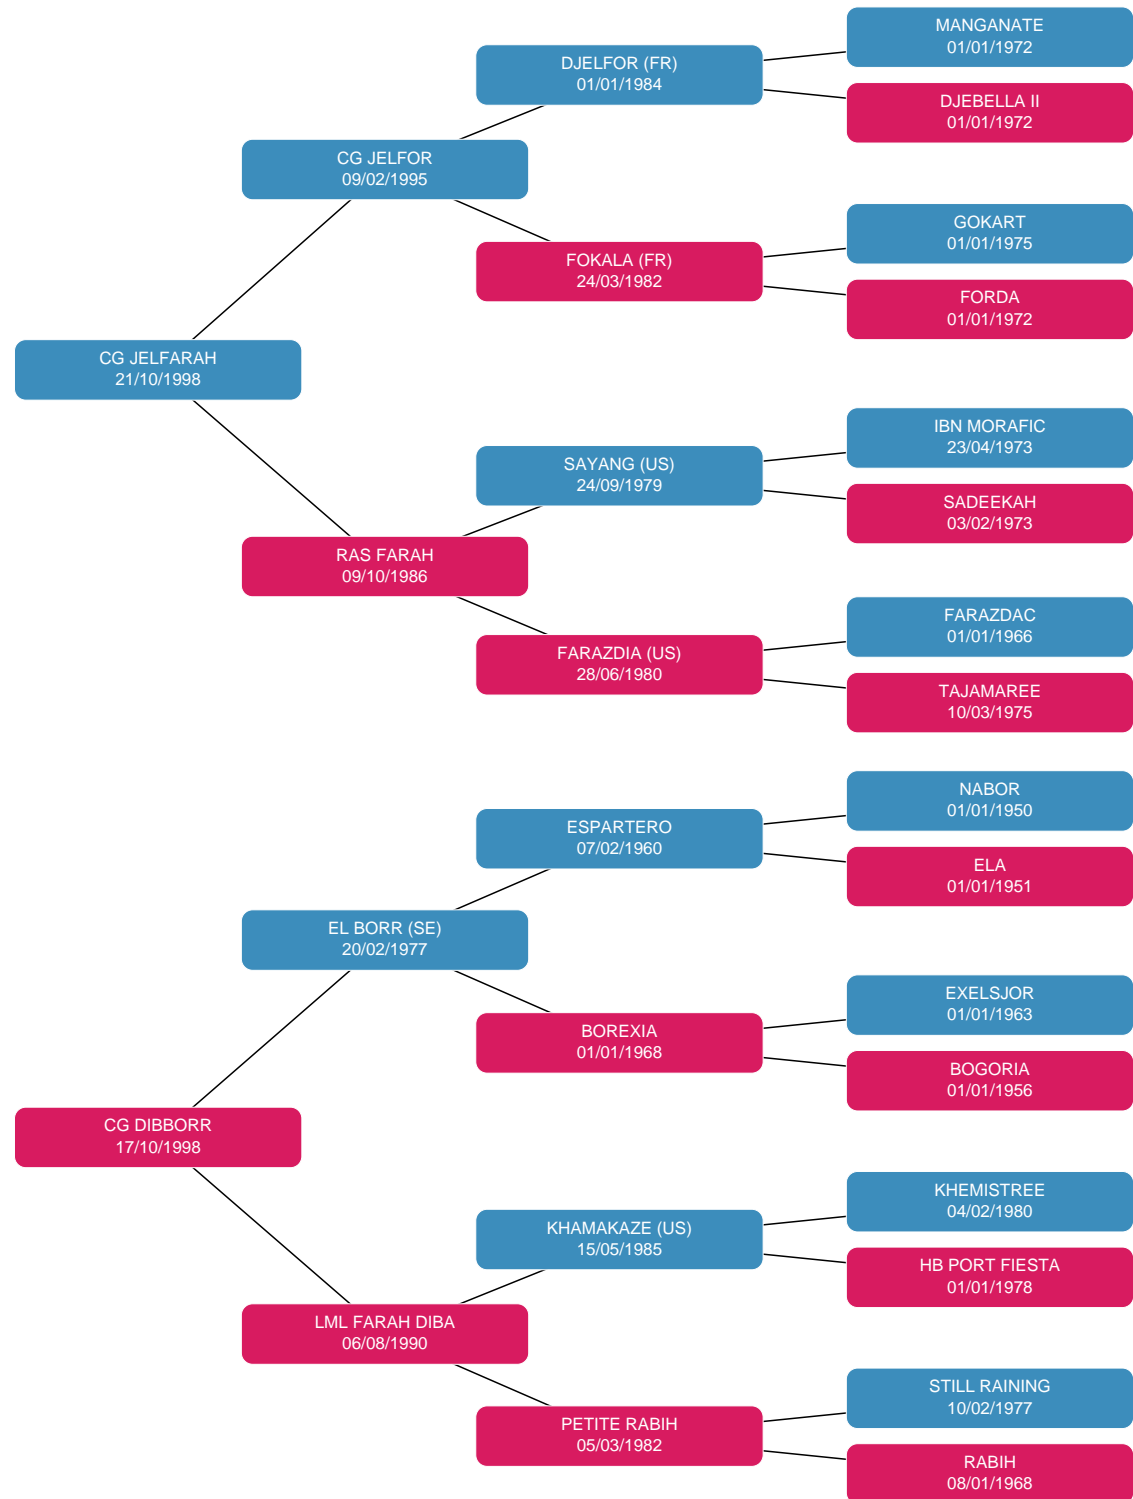 MANGANATE
01/01/1972
DJELFOR (FR)
01/01/1984
DJEBELLA II
01/01/1972
CG JELFOR
09/02/1995
GOKART
01/01/1975
FOKALA (FR)
24/03/1982
FORDA
01/01/1972
CG JELFARAH
21/10/1998
IBN MORAFIC
23/04/1973
SAYANG (US)
24/09/1979
SADEEKAH
03/02/1973
RAS FARAH
09/10/1986
FARAZDAC
01/01/1966
FARAZDIA (US)
28/06/1980
TAJAMAREE
10/03/1975
NABOR
01/01/1950
ESPARTERO
07/02/1960
ELA
01/01/1951
EL BORR (SE)
20/02/1977
EXELSJOR
01/01/1963
BOREXIA
01/01/1968
BOGORIA
01/01/1956
CG DIBBORR
17/10/1998
KHEMISTREE
04/02/1980
KHAMAKAZE (US)
15/05/1985
HB PORT FIESTA
01/01/1978
LML FARAH DIBA
06/08/1990
STILL RAINING
10/02/1977
PETITE RABIH
05/03/1982
RABIH
08/01/1968